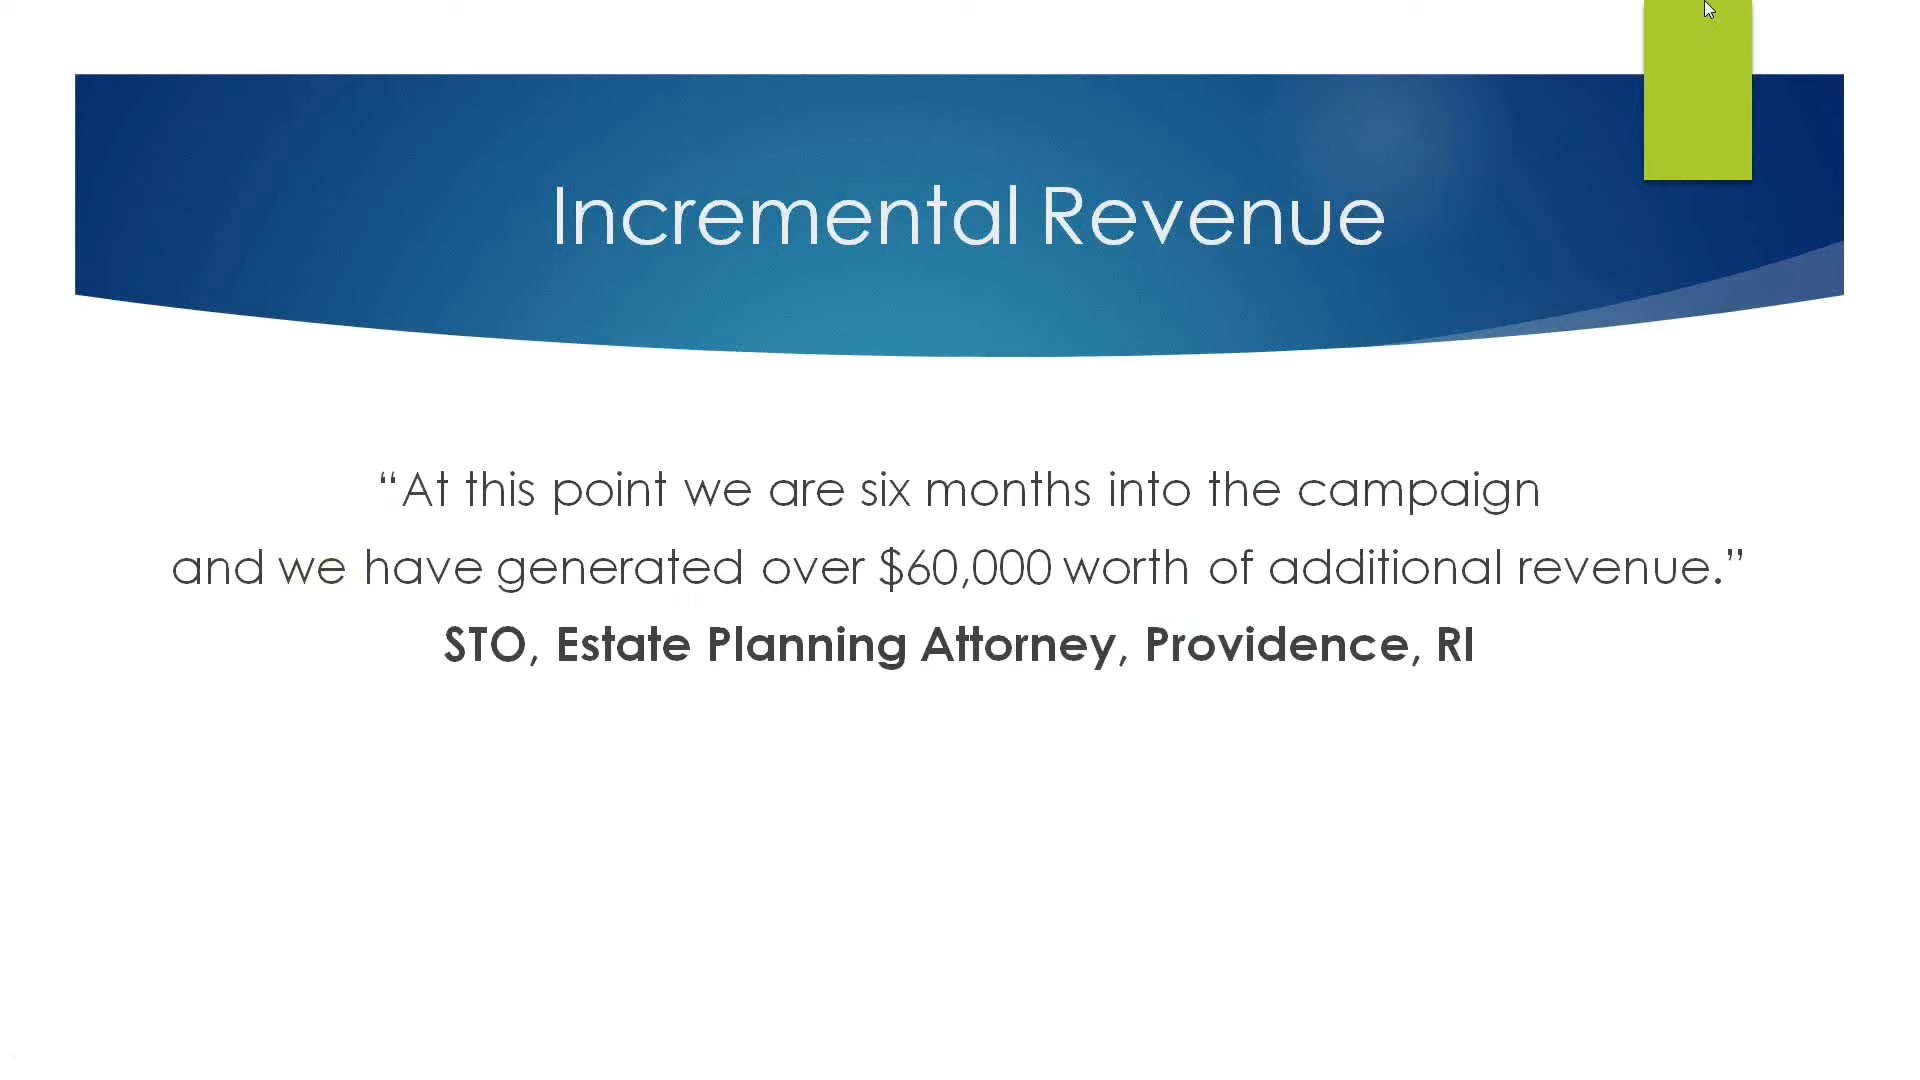 Incremental Revenue
“At this point we are six months into the campaign
and we have generated over $60,000 worth of additional revenue.”
STO, Estate Planning Attorney, Providence, RI